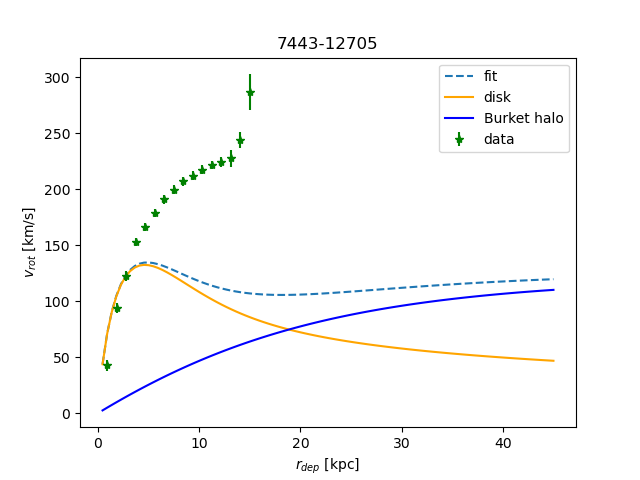 7443-12705
300
250
200
150
100
50
0
v_rot [km/s]
0 10 20 30 40
r_dep [kpc]
fit
disk
Burket halo
data